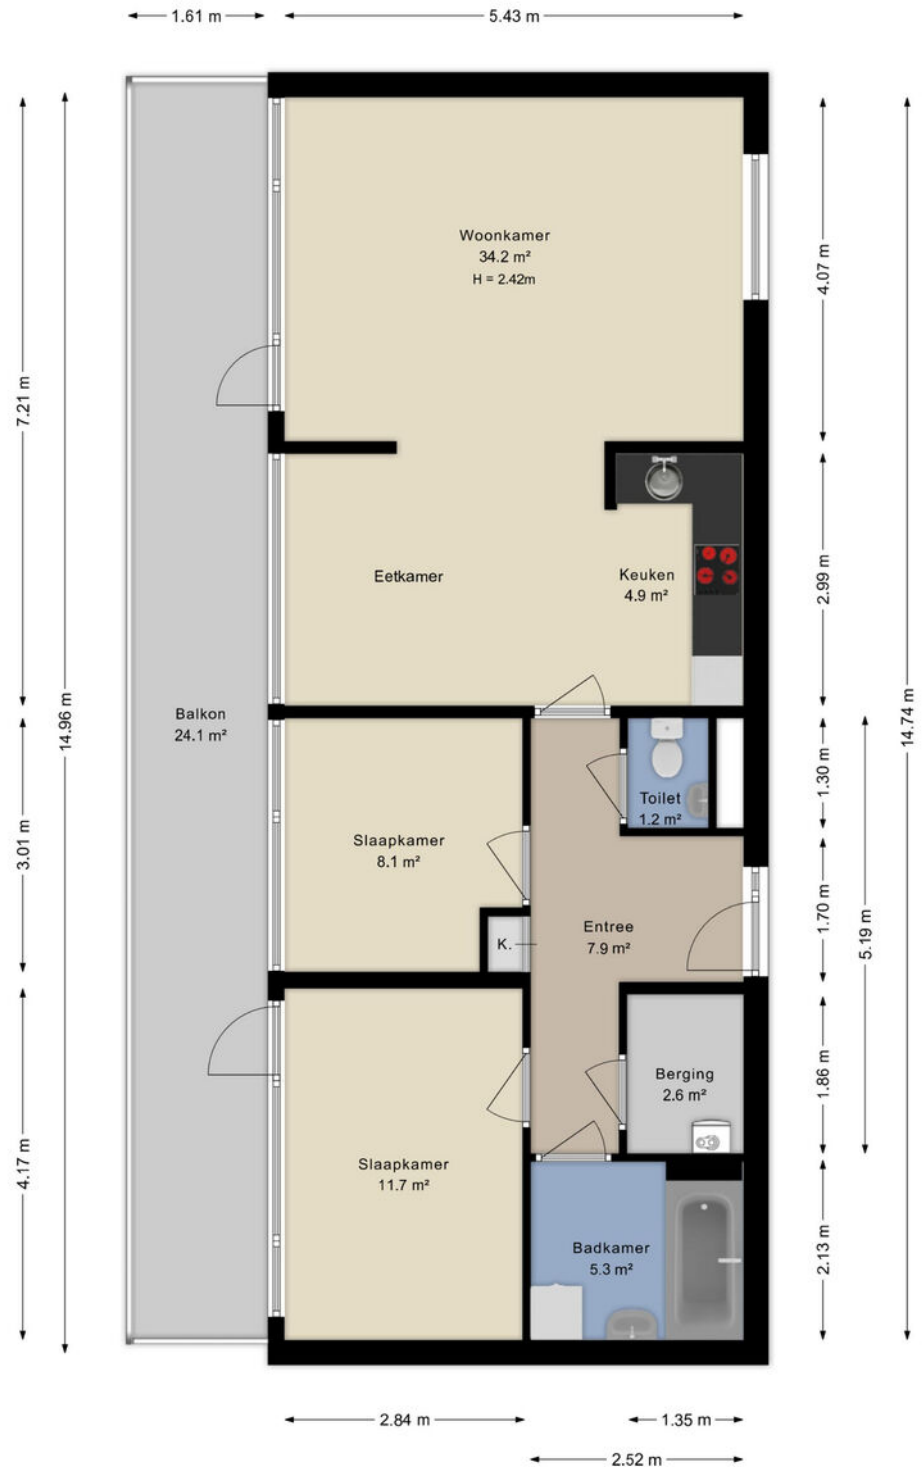 1.61 m
5.43 m
Woonkamer
34.2 m²
H = 2.42m
4.07 m
7.21 m
14.96 m
14.74 m
Eetkamer
Keuken
4.9 m²
2.99 m
Balkon
24.1 m²
Toilet
1.2 m²
1.30 m
Slaapkamer
8.1 m²
3.01 m
K.
Entree
7.9 m²
1.70 m
5.19 m
Berging
2.6 m²
1.86 m
Slaapkamer
11.7 m²
4.17 m
Badkamer
5.3 m²
2.13 m
2.84 m
1.35 m
2.52 m